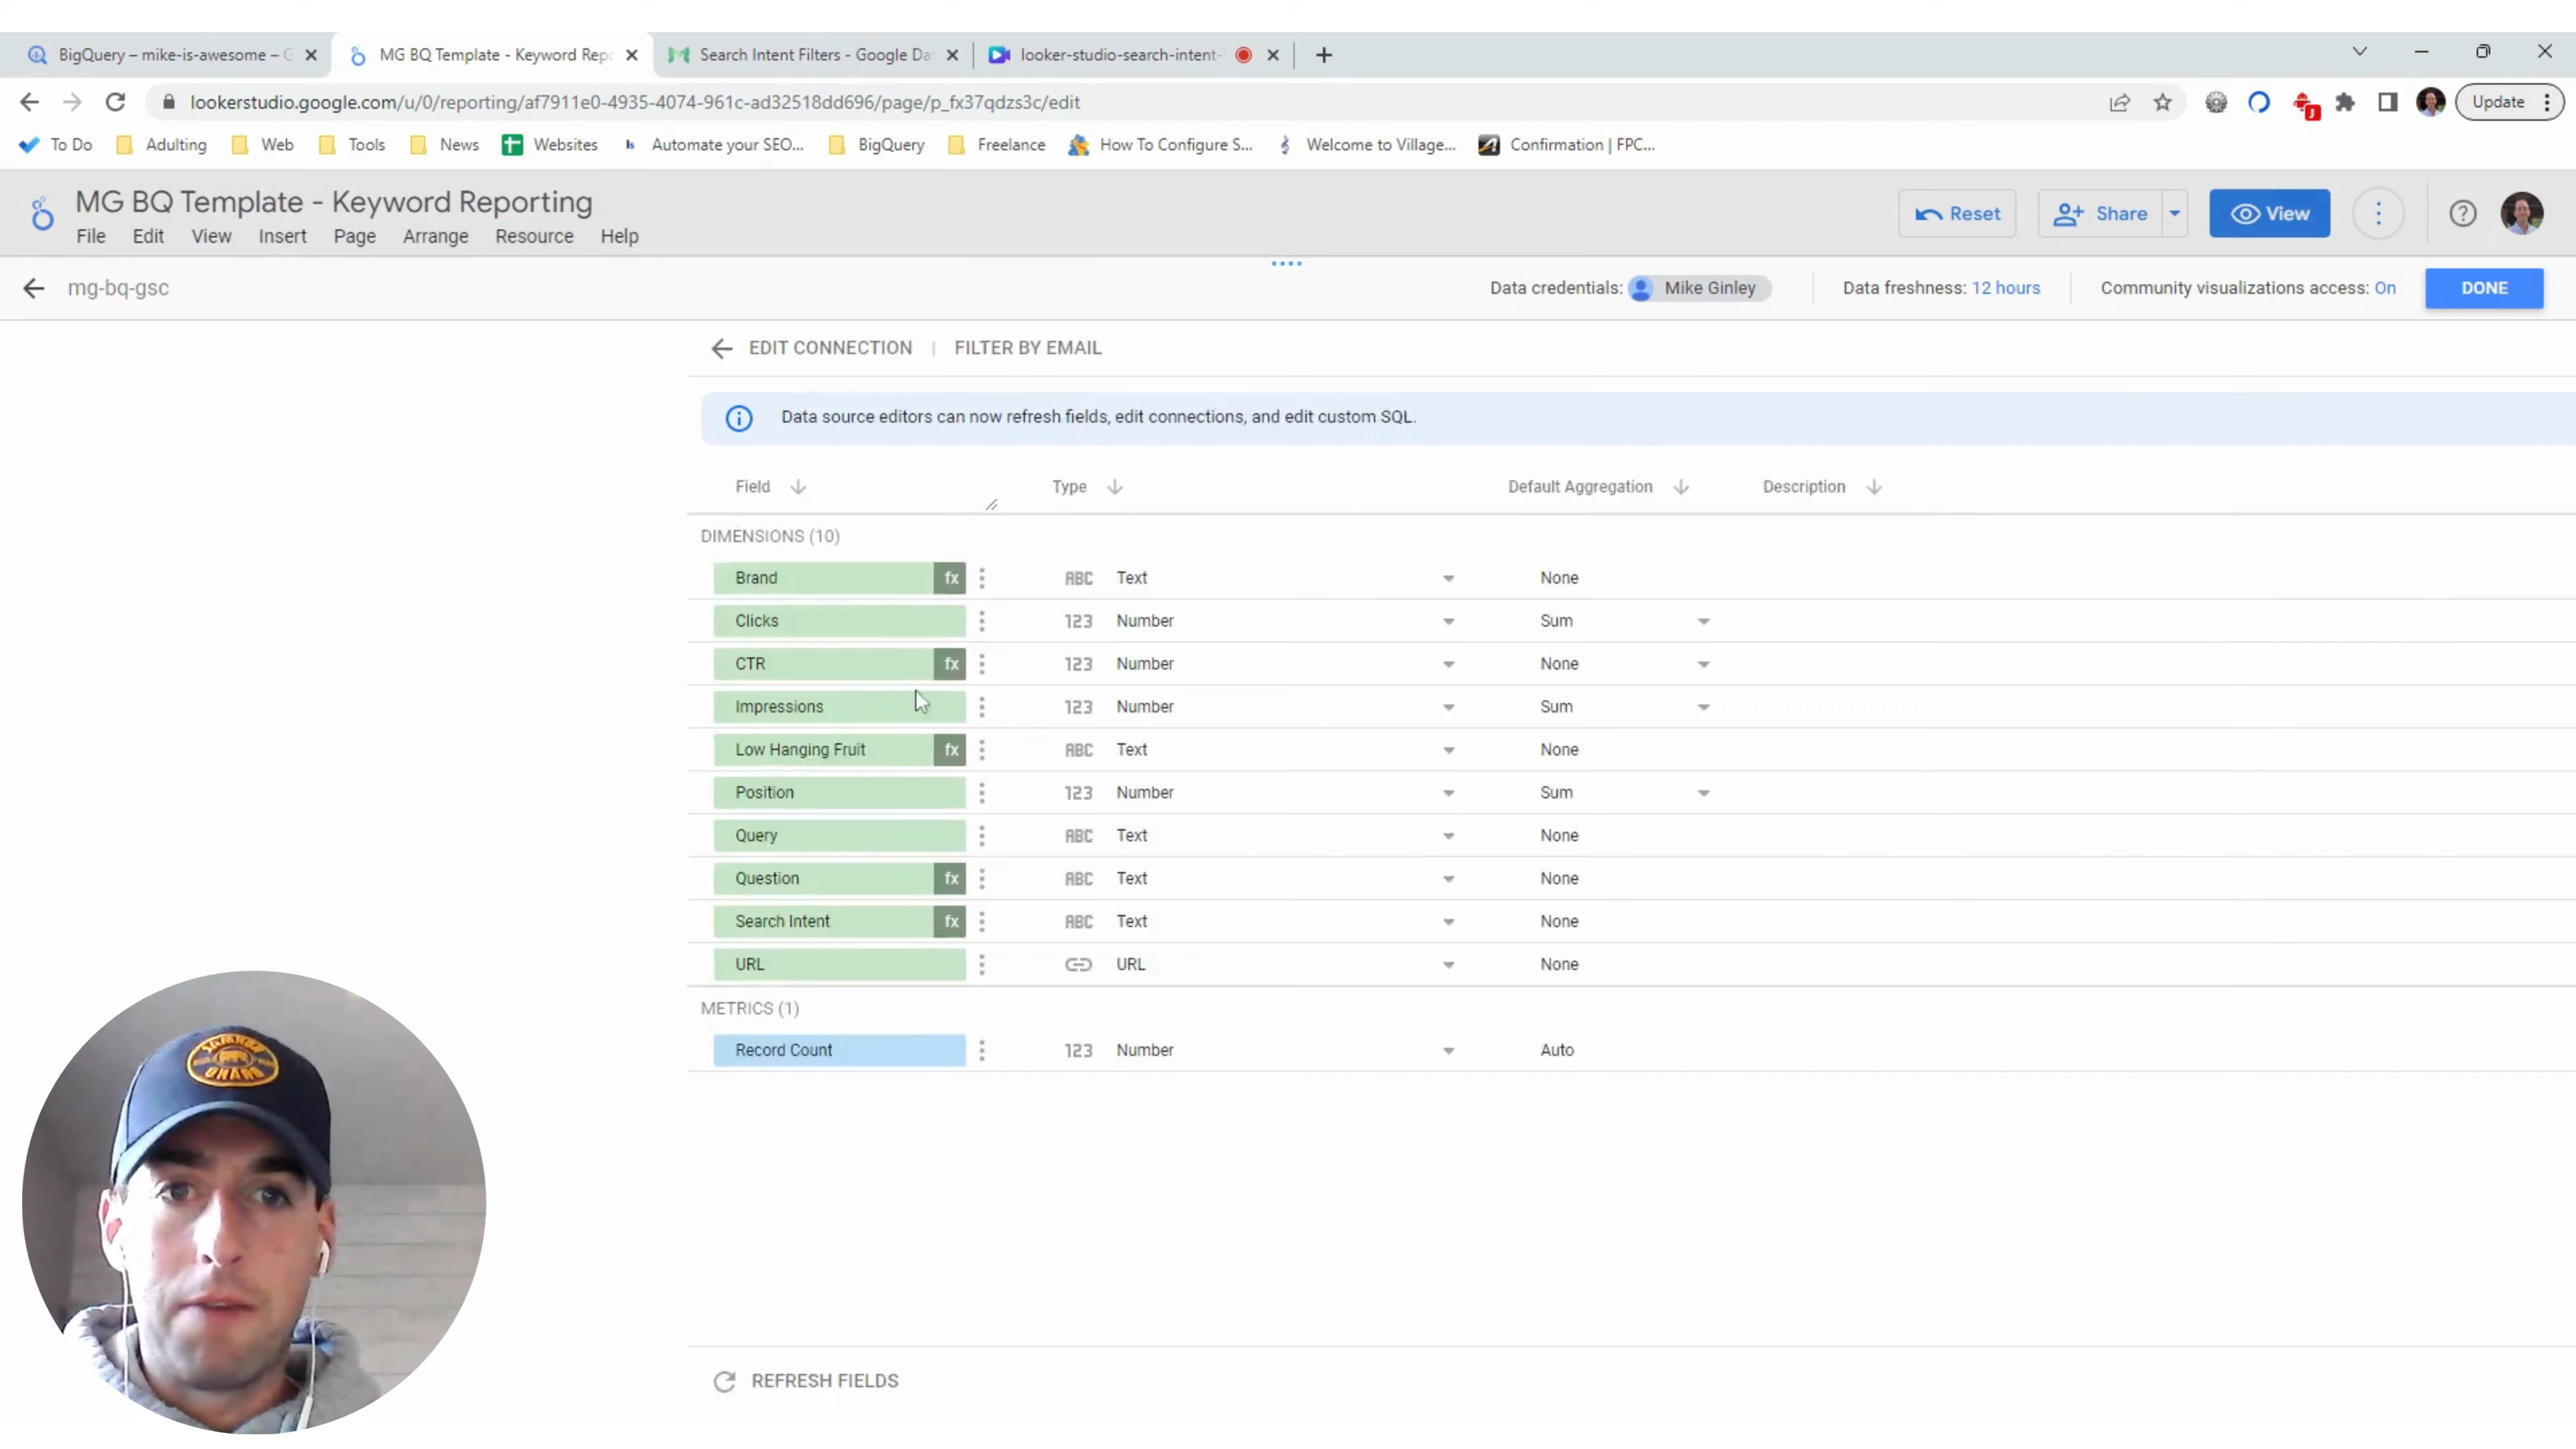 BigQuery – mike-is-awesome – G
MG BQ Template - Keyword Repo
Search Intent Filters - Google Da
looker-studio-search-intent-
lookerstudio.google.com/u/0/reporting/af7911e0-4935-4074-961c-ad32518dd696/page/p_fx37qdzs3c/edit
Update
To Do
Adulting
Web
Tools
News
Websites
Automate your SEO...
BigQuery
Freelance
How To Configure S...
Welcome to Village...
Confirmation | FPC...
MG BQ Template - Keyword Reporting
File Edit View Insert Page Arrange Resource Help
Reset
Share
View
mg-bq-gsc
Data credentials: Mike Ginley
Data freshness: 12 hours
Community visualizations access: On
DONE
EDIT CONNECTION | FILTER BY EMAIL
Data source editors can now refresh fields, edit connections, and edit custom SQL.
Field Type Default Aggregation Description
DIMENSIONS (10)
Brand fx ABC Text None
Clicks 123 Number Sum
CTR fx 123 Number None
Impressions 123 Number Sum
Low Hanging Fruit fx ABC Text None
Position 123 Number Sum
Query ABC Text None
Question fx ABC Text None
Search Intent fx ABC Text None
URL URL None
METRICS (1)
Record Count 123 Number Auto
REFRESH FIELDS